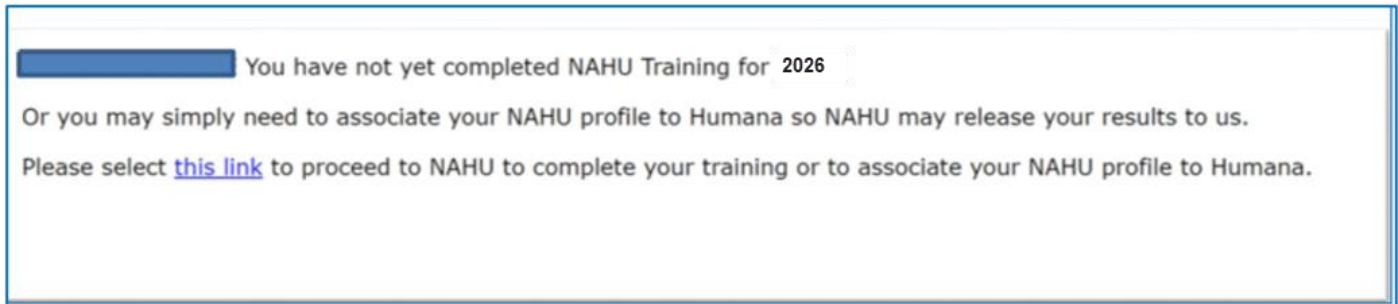 You have not yet completed NAHU Training for 2026
Or you may simply need to associate your NAHU profile to Humana so NAHU may release your results to us.
Please select this link to proceed to NAHU to complete your training or to associate your NAHU profile to Humana.